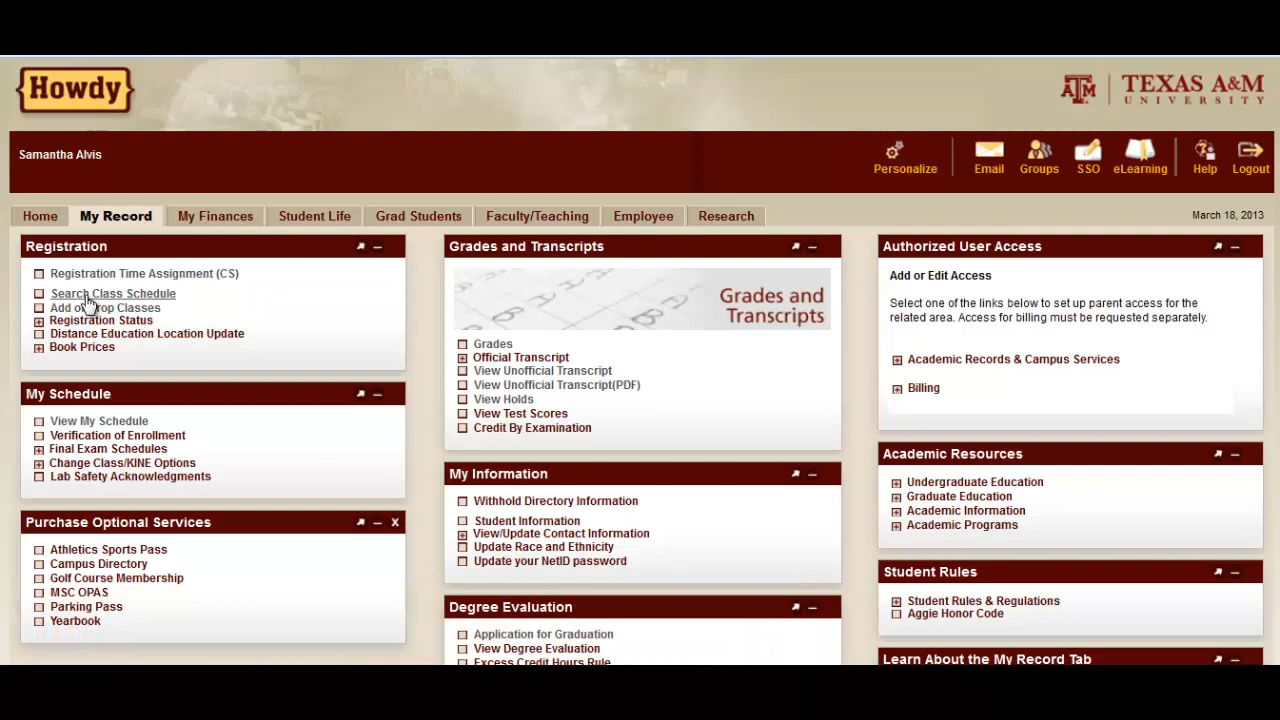 Howdy
TEXAS A&M
UNIVERSITY
Samantha Alvis
Personalize
Email
Groups
SSO
eLearning
Help
Logout
Home
My Record
My Finances
Student Life
Grad Students
Faculty/Teaching
Employee
Research
March 18, 2013
Registration
Registration Time Assignment (CS)
Search Class Schedule
Add or Drop Classes
Registration Status
Distance Education Location Update
Book Prices
My Schedule
View My Schedule
Verification of Enrollment
Final Exam Schedules
Change Class/KINE Options
Lab Safety Acknowledgments
Purchase Optional Services
X
Athletics Sports Pass
Campus Directory
Golf Course Membership
MSC OPAS
Parking Pass
Yearbook
Grades and Transcripts
Grades and
Transcripts
Grades
Official Transcript
View Unofficial Transcript
View Unofficial Transcript(PDF)
View Holds
View Test Scores
Credit By Examination
My Information
Withhold Directory Information
Student Information
View/Update Contact Information
Update Race and Ethnicity
Update your NetID password
Degree Evaluation
Application for Graduation
View Degree Evaluation
Excess Credit Hours Rule
Authorized User Access
Add or Edit Access
Select one of the links below to set up parent access for the
related area. Access for billing must be requested separately.
Academic Records & Campus Services
Billing
Academic Resources
Undergraduate Education
Graduate Education
Academic Information
Academic Programs
Student Rules
Student Rules & Regulations
Aggie Honor Code
Learn About the My Record Tab